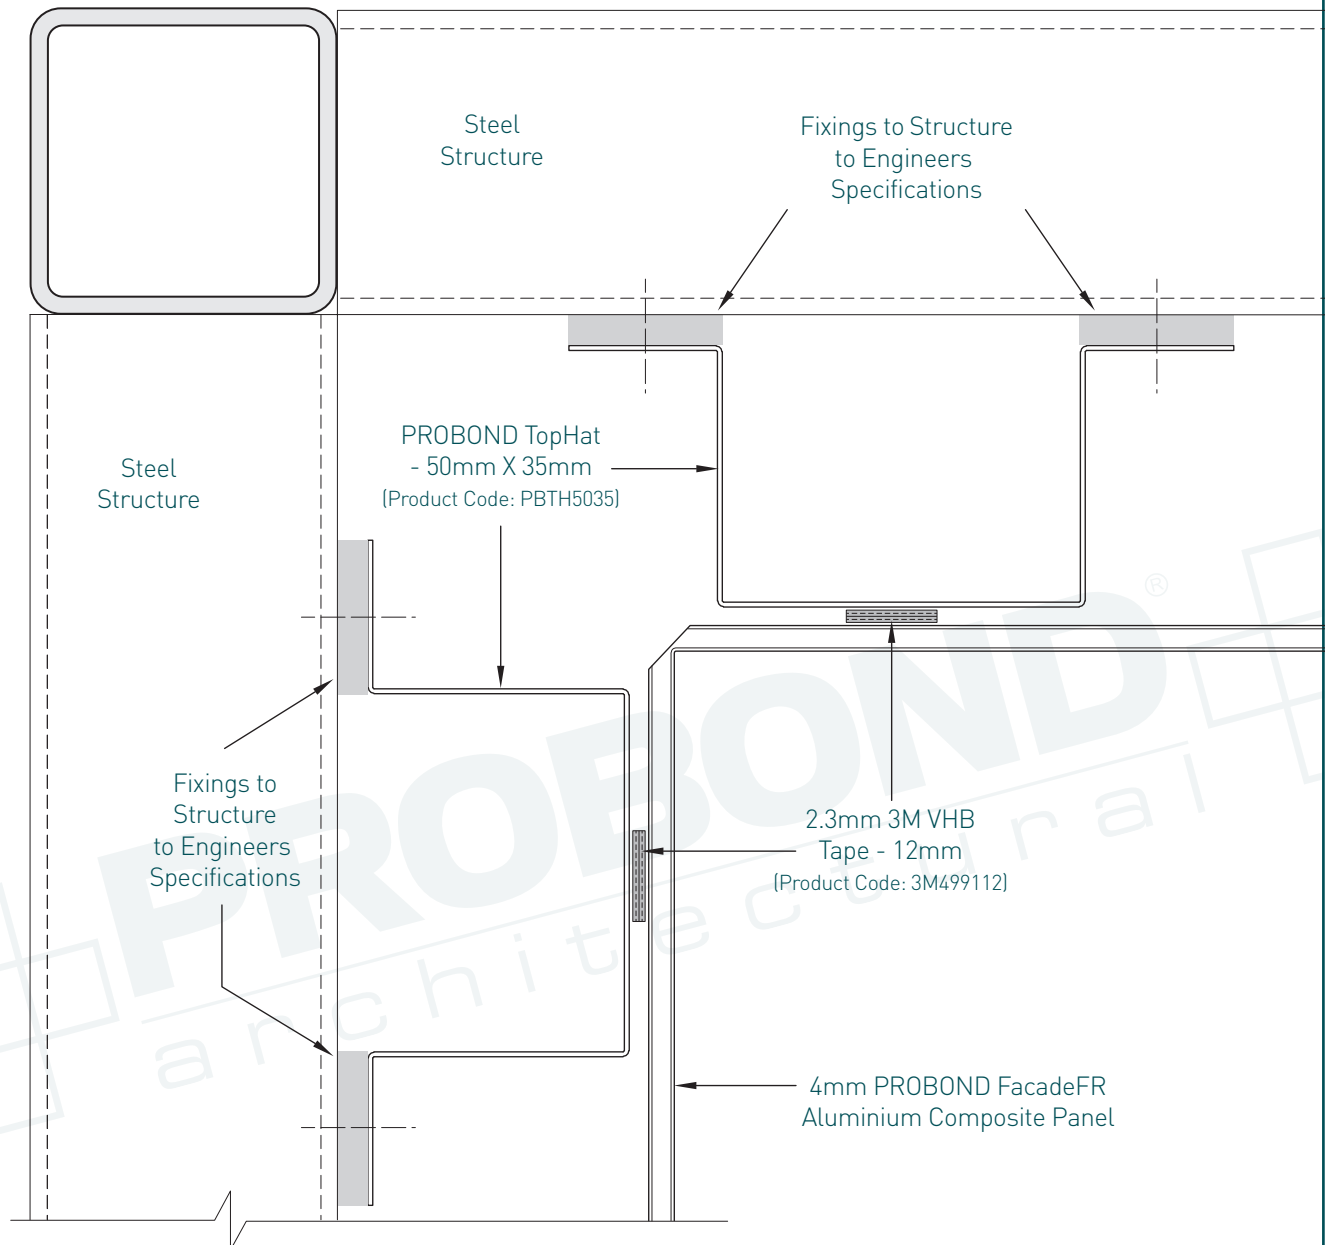 Steel
Structure
Fixings to Structure
to Engineers
Specifications
PROBOND TopHat
- 50mm X 35mm
(Product Code: PBTH5035)
Steel
Structure
Fixings to
Structure
to Engineers
Specifications
2.3mm 3M VHB
Tape - 12mm
(Product Code: 3M499112)
4mm PROBOND FacadeFR
Aluminium Composite Panel
PROBOND®
architectural